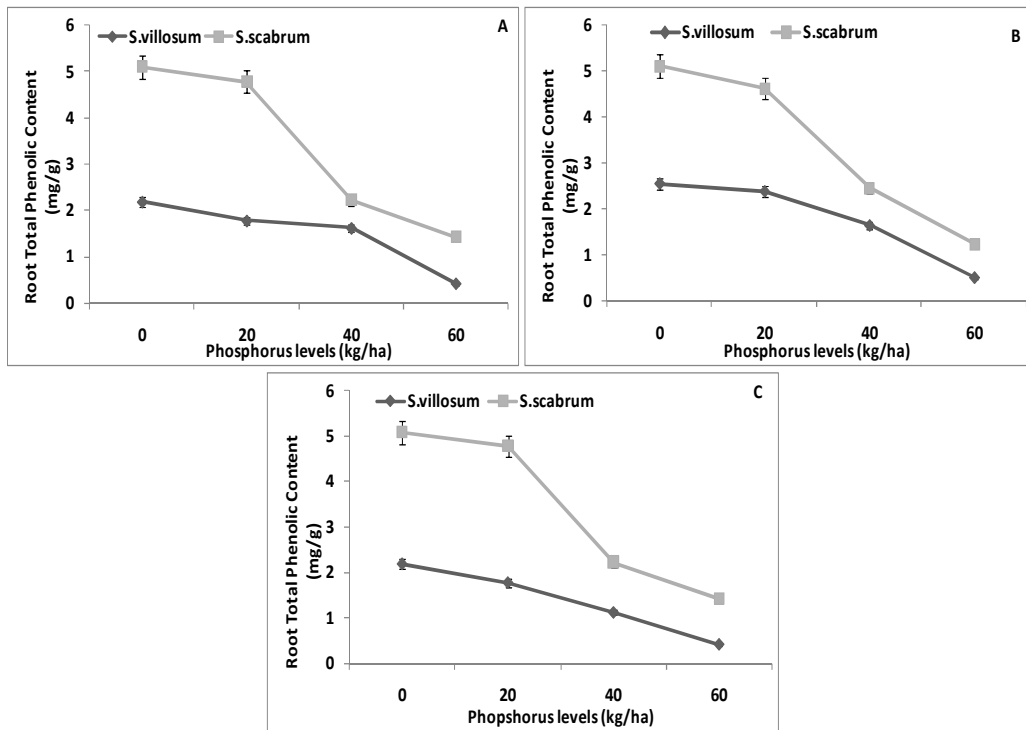 A
S.villosum S.scabrum
Root Total Phenolic Content
(mg/g)
6
5
4
3
2
1
0
0 20 40 60
Phosphorus levels (kg/ha)
B
S.villosum S.scabrum
Root Total Phenolic Content
(mg/g)
6
5
4
3
2
1
0
0 20 40 60
Phosphorus levels (kg/ha)
C
S.villosum S.scabrum
Root Total Phenolic Content
(mg/g)
6
5
4
3
2
1
0
0 20 40 60
Phopshorus levels (kg/ha)